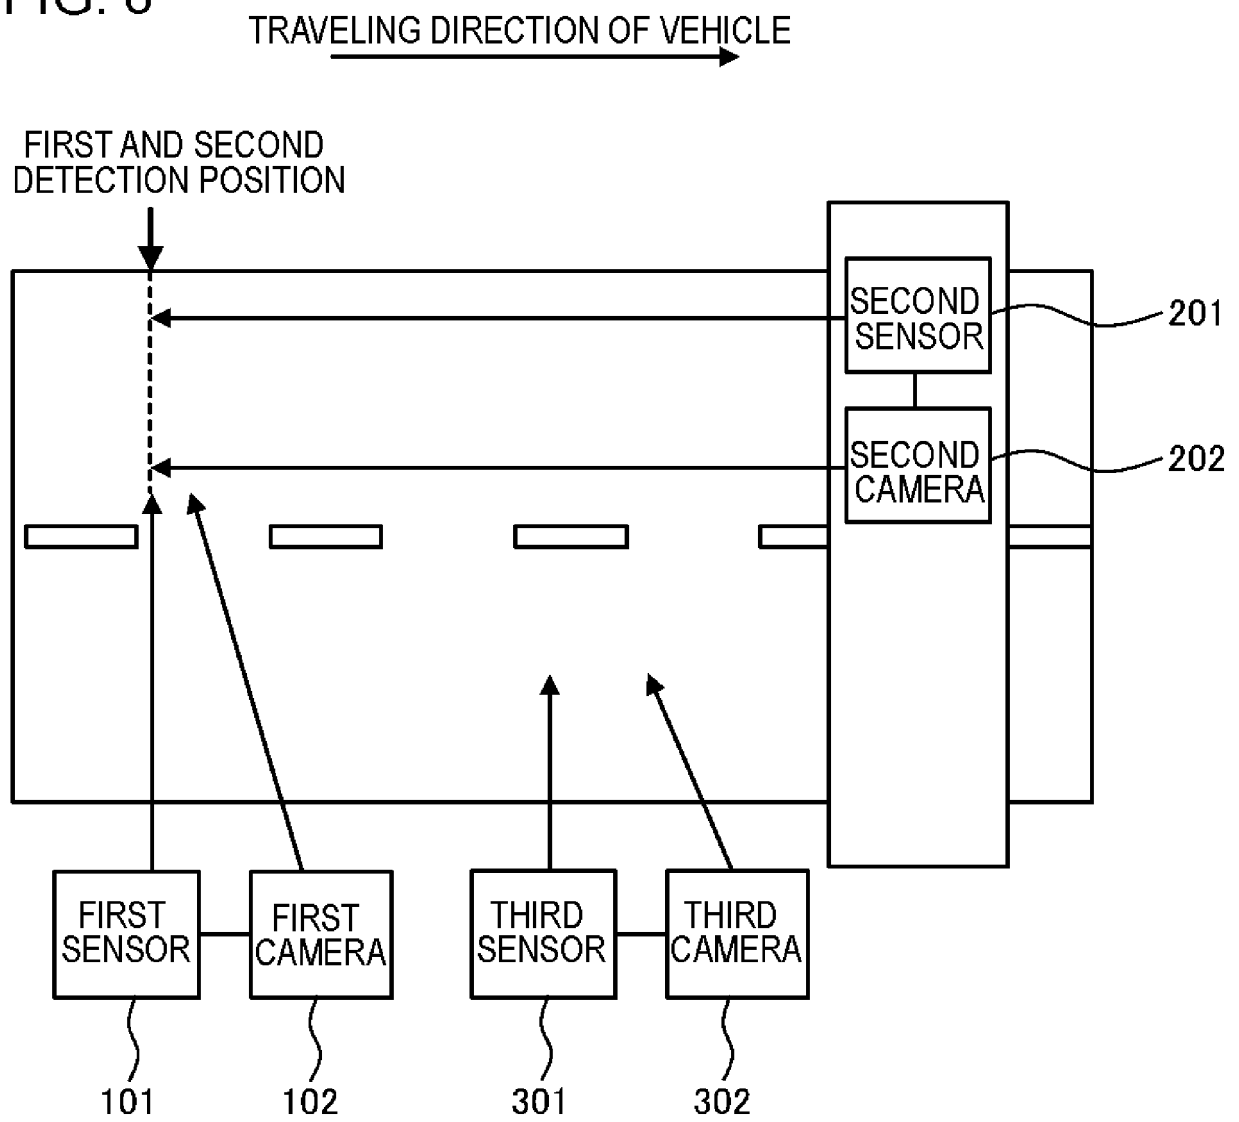 FIG.
TRAVELING DIRECTION OF VEHICLE
FIRST AND SECOND
DETECTION POSITION
SECOND
SENSOR
201
SECOND
CAMERA
202
FIRST
SENSOR
FIRST
CAMERA
THIRD
SENSOR
THIRD
CAMERA
101
102
301
302